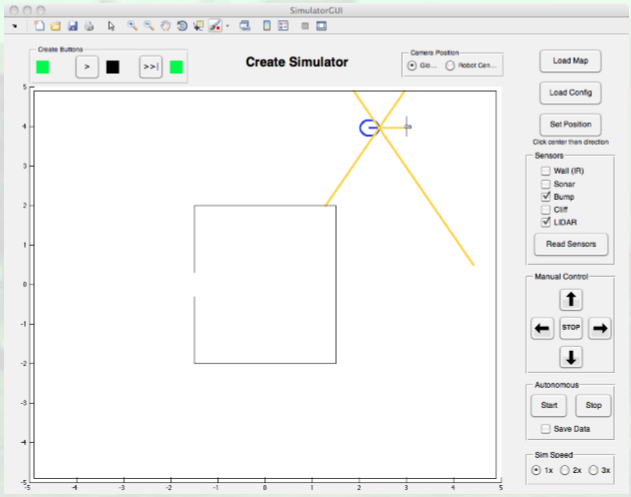 SimulatorGUI
Create Buttons
>
>>|
Create Simulator
Camera Position
Glo...
Robot Cen...
Load Map
Load Config
Set Position
Click center then direction
Sensors
Wall (IR)
Sonar
Bump
Cliff
LIDAR
Read Sensors
Manual Control
STOP
Autonomous
Start
Stop
Save Data
Sim Speed
1x
2x
3x
5
4
3
2
1
0
-1
-2
-3
-4
-5
-5
-4
-3
-2
-1
0
1
2
3
4
5